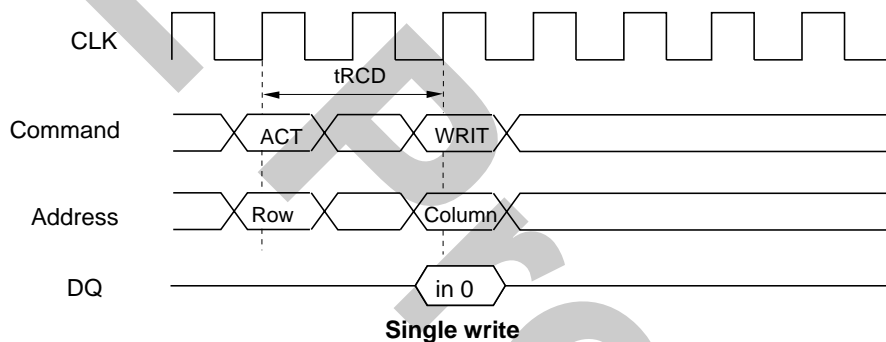 CLK
tRCD
Command ACT WRIT
Address Row Column
DQ in 0
Single write